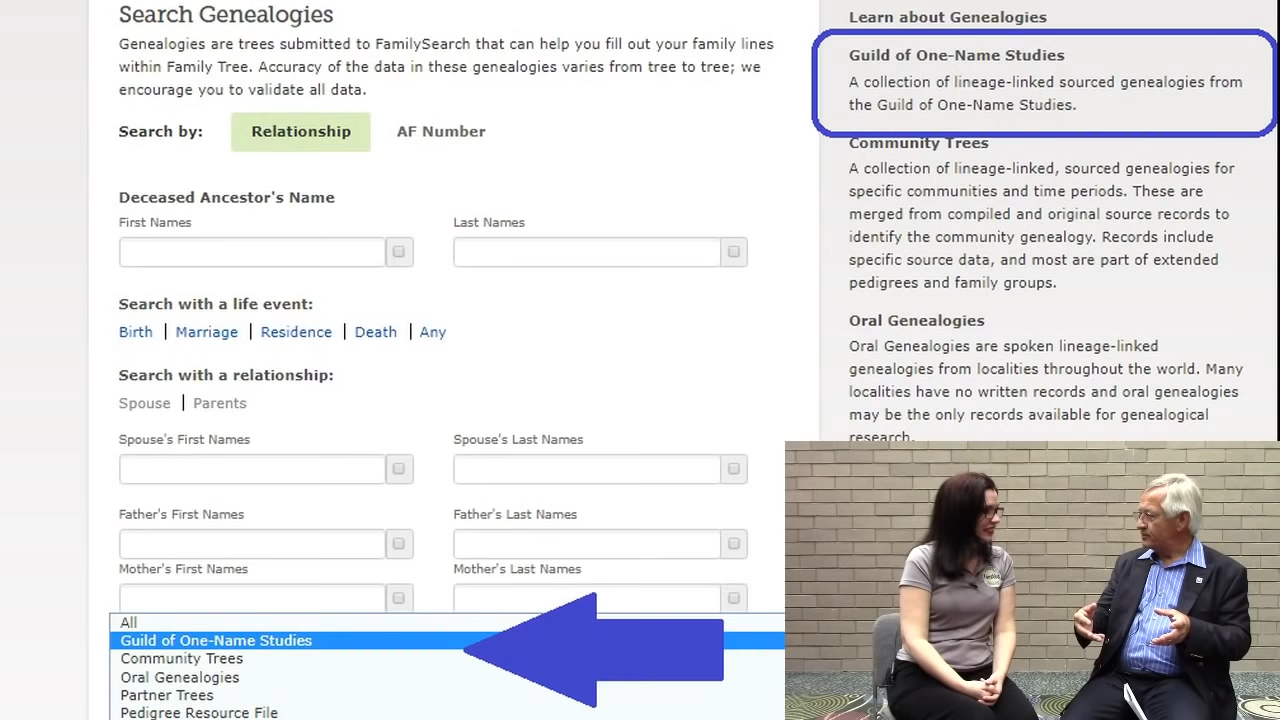 Search Genealogies
Genealogies are trees submitted to FamilySearch that can help you fill out your family lines
within Family Tree. Accuracy of the data in these genealogies varies from tree to tree; we
encourage you to validate all data.
Search by: Relationship AF Number
Deceased Ancestor's Name
First Names Last Names
Search with a life event:
Birth | Marriage | Residence | Death | Any
Search with a relationship:
Spouse | Parents
Spouse's First Names Spouse's Last Names
Father's First Names Father's Last Names
Mother's First Names Mother's Last Names
All
Guild of One-Name Studies
Community Trees
Oral Genealogies
Partner Trees
Pedigree Resource File
Learn about Genealogies
Guild of One-Name Studies
A collection of lineage-linked sourced genealogies from
the Guild of One-Name Studies.
Community Trees
A collection of lineage-linked, sourced genealogies for
specific communities and time periods. These are
merged from compiled and original source records to
identify the community genealogy. Records include
specific source data, and most are part of extended
pedigrees and family groups.
Oral Genealogies
Oral Genealogies are spoken lineage-linked
genealogies from localities throughout the world. Many
localities have no written records and oral genealogies
may be the only records available for genealogical
research.